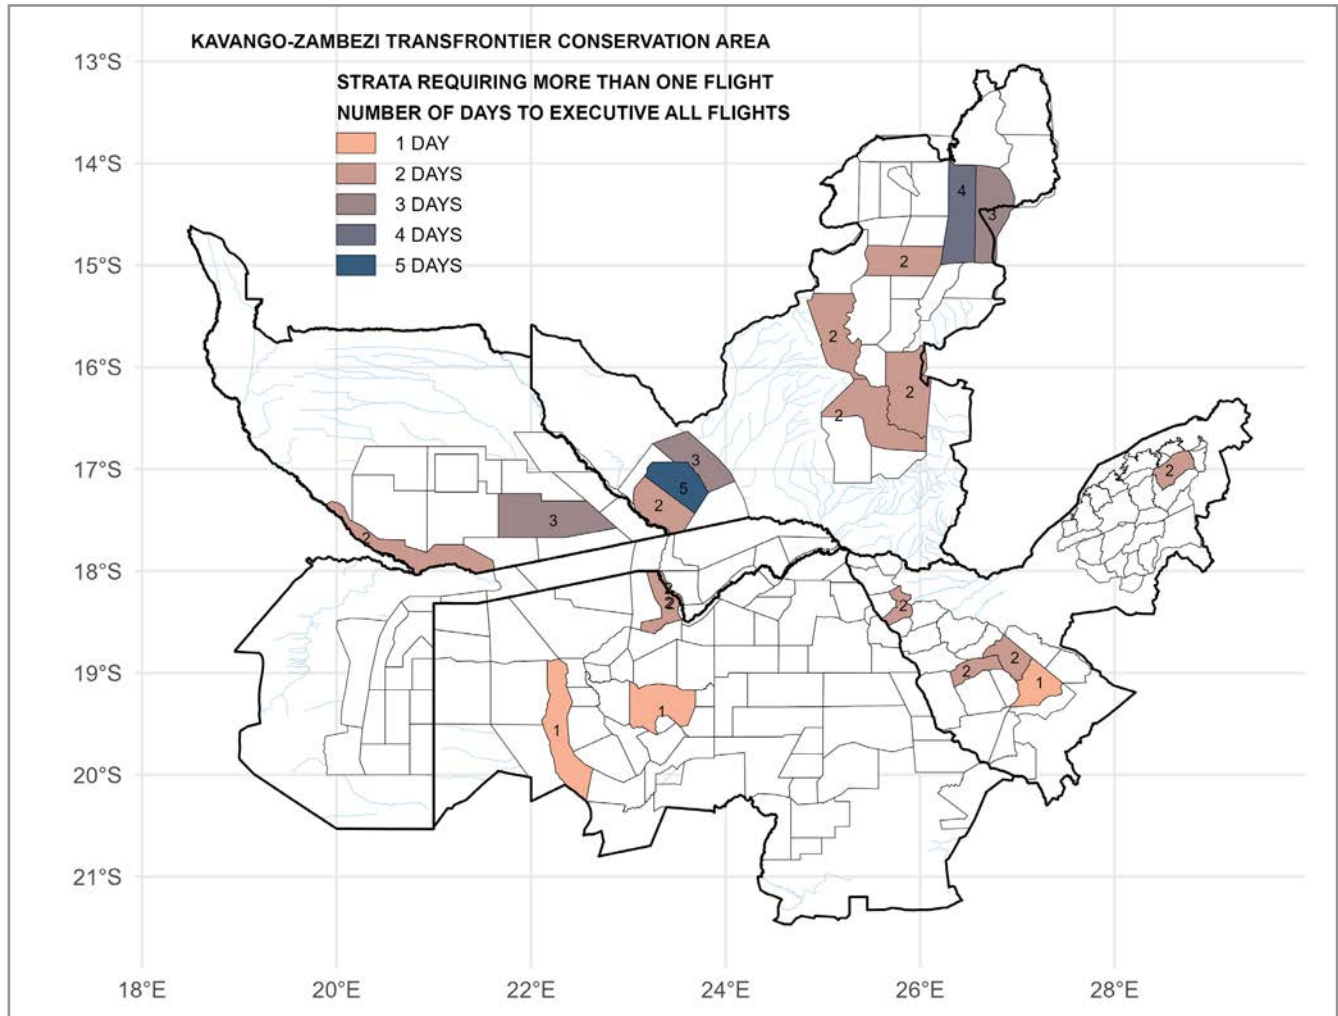 KAVANGO-ZAMBEZI TRANSFRONTIER CONSERVATION AREA
STRATA REQUIRING MORE THAN ONE FLIGHT
NUMBER OF DAYS TO EXECUTIVE ALL FLIGHTS
1 DAY
2 DAYS
3 DAYS
4 DAYS
5 DAYS
13°S
14°S
15°S
16°S
17°S
18°S
19°S
20°S
21°S
4
3
2
2
2
2
3
5
2
3
2
2
2
2
2
2
1
1
1
18°E
20°E
22°E
24°E
26°E
28°E